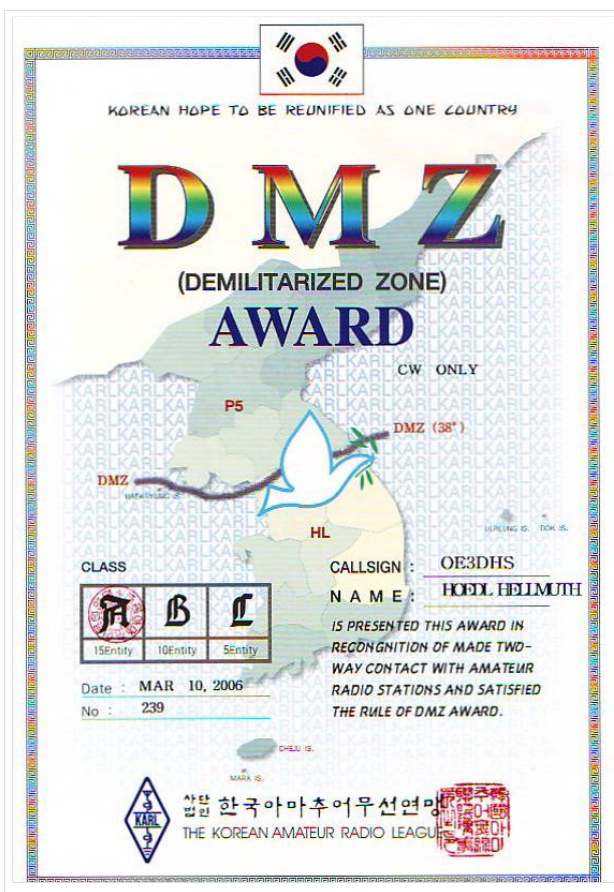 KOREAN HOPE TO BE REUNIFIED AS ONE COUNTRY
DMZ
(DEMILITARIZED ZONE)
AWARD
CW ONLY
P5
DMZ (38°)
DMZ
HL
ULLEUNG IS. DOK IS.
CLASS
A B C
15Entity 10Entity 5Entity
Date : MAR 10, 2006
No : 239
CALLSIGN : OE3DHS
NAME : HOEDL HELLMUTH
IS PRESENTED THIS AWARD IN
RECONGNITION OF MADE TWO-
WAY CONTACT WITH AMATEUR
RADIO STATIONS AND SATISFIED
THE RULE OF DMZ AWARD.
CHEJU IS.
MARA IS.
KARL
사단
법인 한국아마추어무선연맹
THE KOREAN AMATEUR RADIO LEAGUE